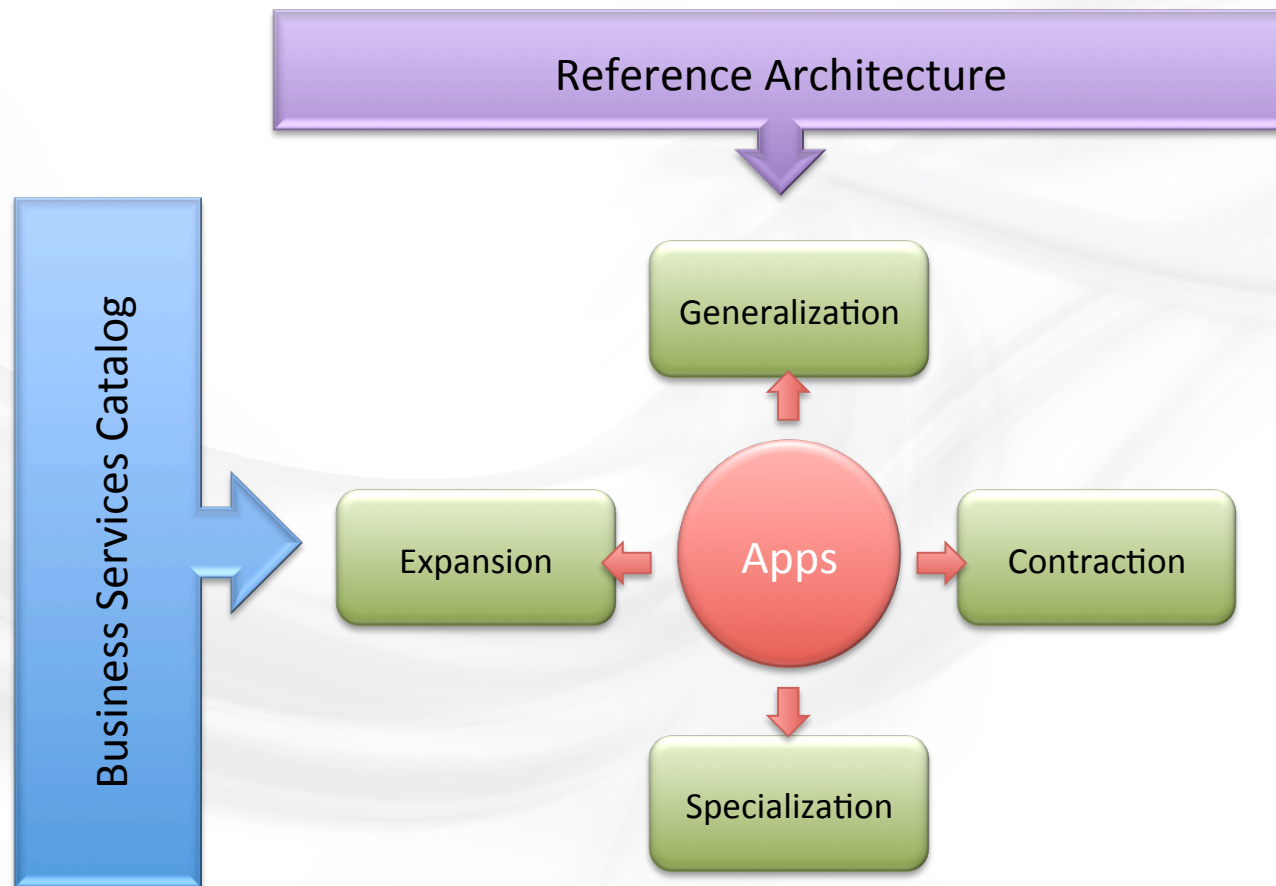 Reference Architecture
Business Services Catalog
Generalization
Expansion
Apps
Contraction
Specialization